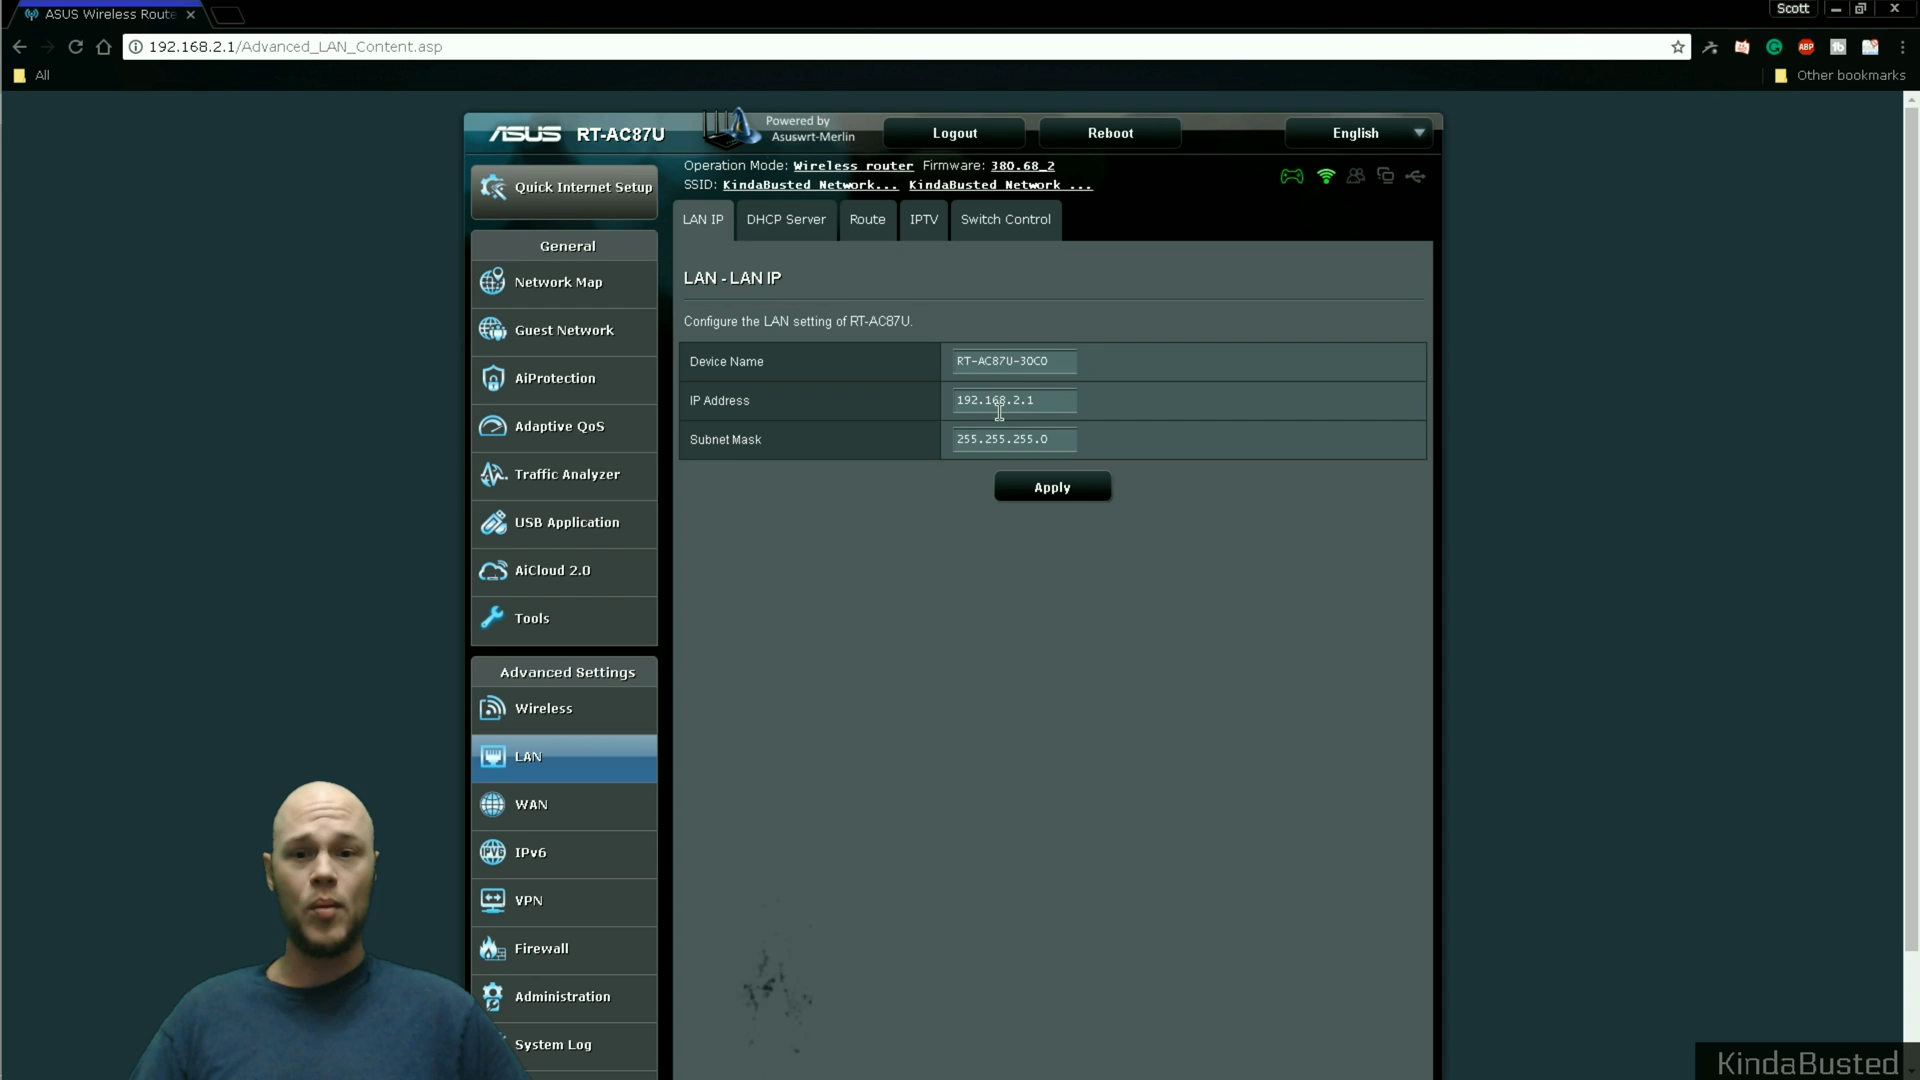 ASUS Wireless Route
Scott
192.168.2.1/Advanced_LAN_Content.asp
ABP
All
Other bookmarks
ASUS RT-AC87U
Powered by
Asuswrt-Merlin
Logout
Reboot
English
Quick Internet Setup
Operation Mode: Wireless router Firmware: 380.68_2
SSID: KindaBusted Network... KindaBusted Network ...
LAN IP
DHCP Server
Route
IPTV
Switch Control
General
Network Map
Guest Network
AiProtection
Adaptive QoS
Traffic Analyzer
USB Application
AiCloud 2.0
Tools
Advanced Settings
Wireless
LAN
WAN
IPv6
VPN
Firewall
Administration
System Log
LAN - LAN IP
Configure the LAN setting of RT-AC87U.
Device Name RT-AC87U-30C0
IP Address 192.168.2.1
Subnet Mask 255.255.255.0
Apply
KindaBusted